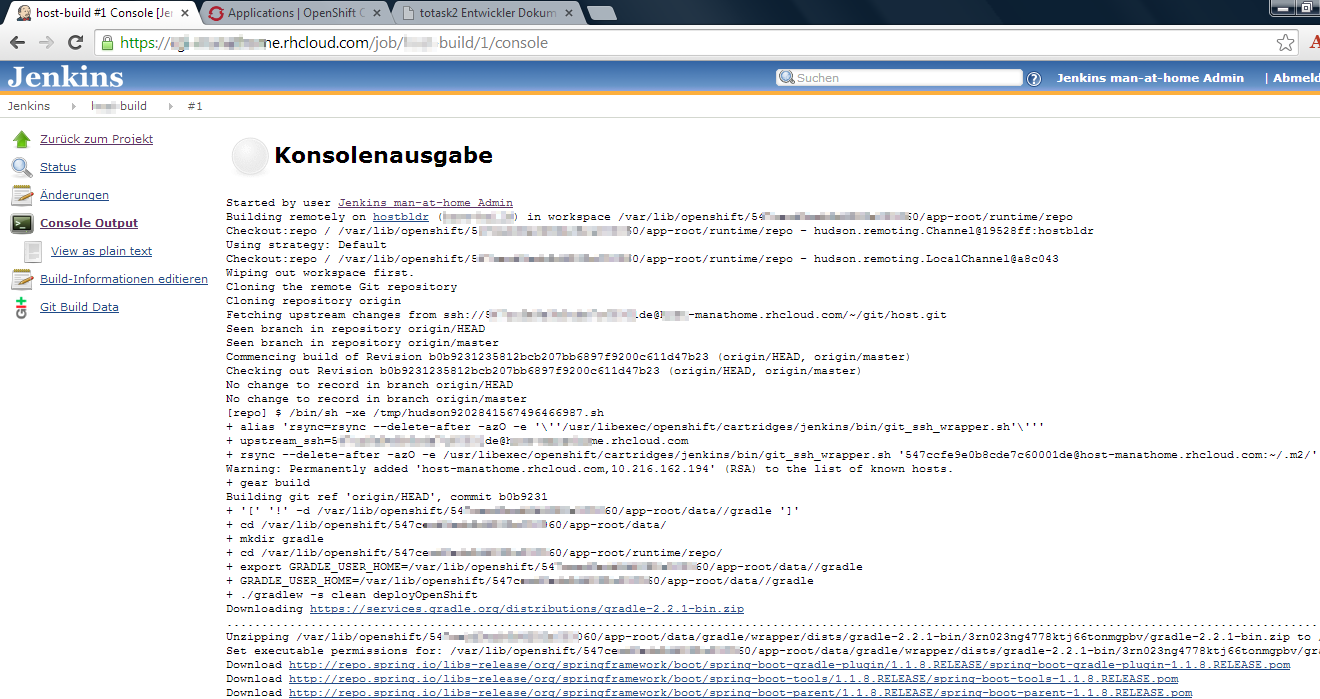 host-build #1 Console [Je
Applications | OpenShift C
totask2 Entwickler Dokum
https:// me.rhcloud.com/job/ -build/1/console
Jenkins
Suchen
Jenkins man-at-home Admin
| Abmeld
Jenkins
build
#1
Zurück zum Projekt
Status
Änderungen
Console Output
View as plain text
Build-Informationen editieren
Git Build Data
Konsolenausgabe
Started by user Jenkins man-at-home Admin
Building remotely on hostbldr ( ) in workspace /var/lib/openshift/54 60/app-root/runtime/repo
Checkout:repo / /var/lib/openshift/5 0/app-root/runtime/repo - hudson.remoting.Channel@19528ff:hostbldr
Using strategy: Default
Checkout:repo / /var/lib/openshift/5 0/app-root/runtime/repo - hudson.remoting.LocalChannel@a8c043
Wiping out workspace first.
Cloning the remote Git repository
Cloning repository origin
Fetching upstream changes from ssh://5 de@ -manathome.rhcloud.com/~/git/host.git
Seen branch in repository origin/HEAD
Seen branch in repository origin/master
Commencing build of Revision b0b9231235812bcb207bb6897f9200c611d47b23 (origin/HEAD, origin/master)
Checking out Revision b0b9231235812bcb207bb6897f9200c611d47b23 (origin/HEAD, origin/master)
No change to record in branch origin/HEAD
No change to record in branch origin/master
[repo] $ /bin/sh -xe /tmp/hudson9202841567496466987.sh
+ alias 'rsync=rsync --delete-after -azO -e '\''/usr/libexec/openshift/cartridges/jenkins/bin/git_ssh_wrapper.sh'\'''
+ upstream_ssh=5 de@ me.rhcloud.com
+ rsync --delete-after -azO -e /usr/libexec/openshift/cartridges/jenkins/bin/git_ssh_wrapper.sh '547ccfe9e0b8cde7c60001de@host-manathome.rhcloud.com:~/.m2/'
Warning: Permanently added 'host-manathome.rhcloud.com,10.216.162.194' (RSA) to the list of known hosts.
+ gear build
Building git ref 'origin/HEAD', commit b0b9231
+ '[' '!' -d /var/lib/openshift/54 60/app-root/data//gradle ']'
+ cd /var/lib/openshift/547ce 60/app-root/data/
+ mkdir gradle
+ cd /var/lib/openshift/547ce 60/app-root/runtime/repo/
+ export GRADLE_USER_HOME=/var/lib/openshift/54 60/app-root/data//gradle
+ GRADLE_USER_HOME=/var/lib/openshift/547c 60/app-root/data//gradle
+ ./gradlew -s clean deployOpenShift
Downloading https://services.gradle.org/distributions/gradle-2.2.1-bin.zip
Unzipping /var/lib/openshift/54 060/app-root/data/gradle/wrapper/dists/gradle-2.2.1-bin/3rn023ng4778ktj66tonmgpbv/gradle-2.2.1-bin.zip to
Set executable permissions for: /var/lib/openshift/547ce 60/app-root/data/gradle/wrapper/dists/gradle-2.2.1-bin/3rn023ng4778ktj66tonmgpbv/gra
Download http://repo.spring.io/libs-release/org/springframework/boot/spring-boot-gradle-plugin/1.1.8.RELEASE/spring-boot-gradle-plugin-1.1.8.RELEASE.pom
Download http://repo.spring.io/libs-release/org/springframework/boot/spring-boot-tools/1.1.8.RELEASE/spring-boot-tools-1.1.8.RELEASE.pom
Download http://repo.spring.io/libs-release/org/springframework/boot/spring-boot-parent/1.1.8.RELEASE/spring-boot-parent-1.1.8.RELEASE.pom